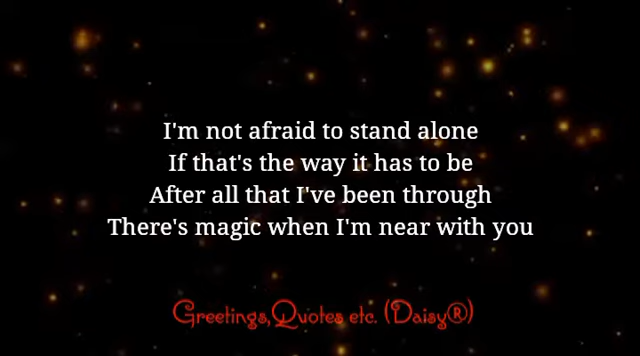 I'm not afraid to stand alone
If that's the way it has to be
After all that I've been through
There's magic when I'm near with you
Greetings,Quotes etc. (Daisy®)